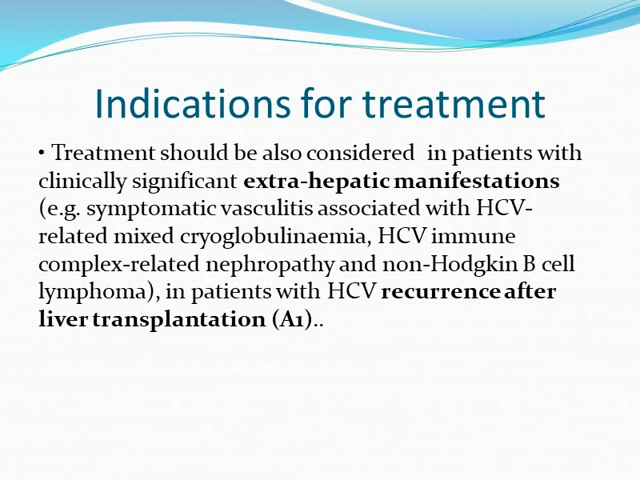 Indications for treatment
• Treatment should be also considered in patients with
clinically significant extra-hepatic manifestations
(e.g. symptomatic vasculitis associated with HCV-
related mixed cryoglobulinaemia, HCV immune
complex-related nephropathy and non-Hodgkin B cell
lymphoma), in patients with HCV recurrence after
liver transplantation (A1)..